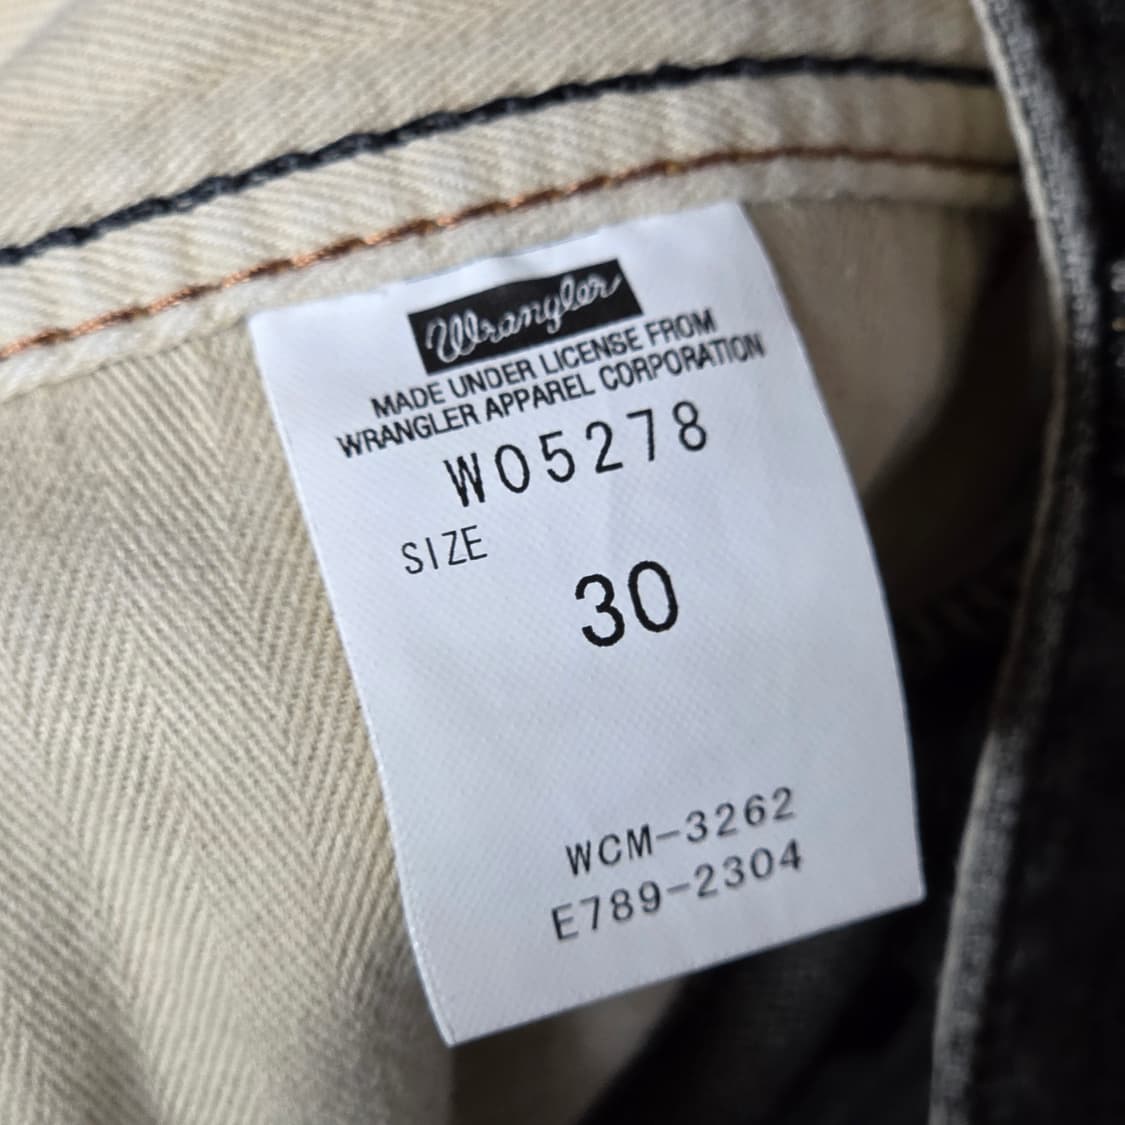 Wrangler
MADE UNDER LICENSE FROM
WRANGLER APPAREL CORPORATION
W05278
SIZE
30
WCM-3262
E789-2304